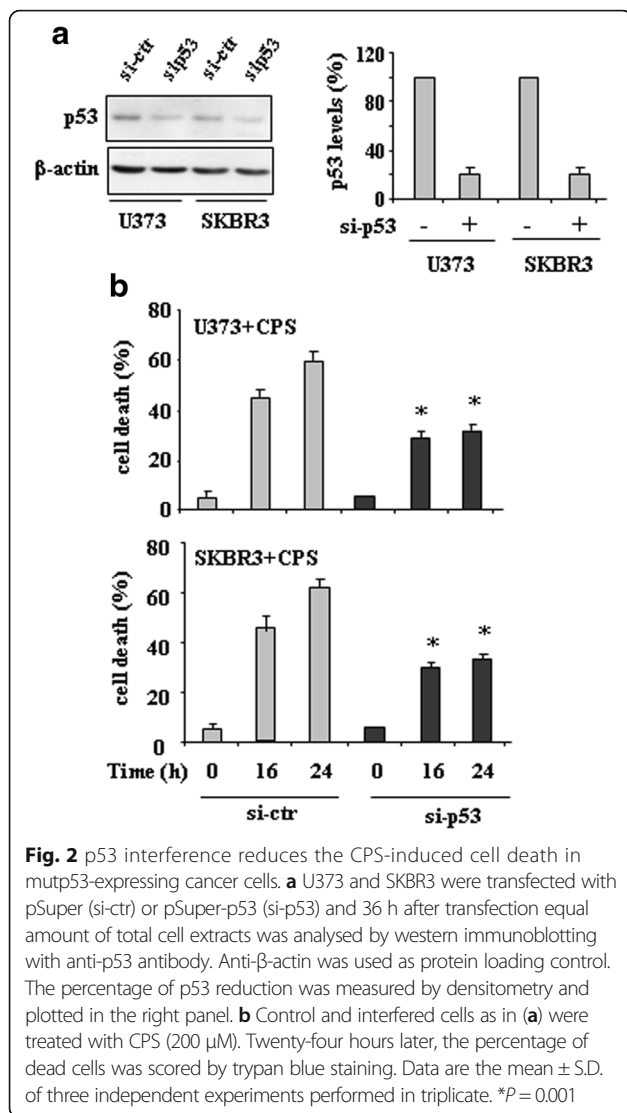 a
si-ctr
sip53
si-ctr
sip53
p53
β-actin
U373 SKBR3
p53 levels (%)
120
80
40
0
si-p53 - + - +
U373 SKBR3
b
cell death (%)
80
60
40
20
0
U373+CPS
* *
cell death (%)
80
60
40
20
0
SKBR3+CPS
* *
Time (h) 0 16 24 0 16 24
si-ctr si-p53
Fig. 2 p53 interference reduces the CPS-induced cell death in
mutp53-expressing cancer cells. a U373 and SKBR3 were transfected with
pSuper (si-ctr) or pSuper-p53 (si-p53) and 36 h after transfection equal
amount of total cell extracts was analysed by western immunoblotting
with anti-p53 antibody. Anti-β-actin was used as protein loading control.
The percentage of p53 reduction was measured by densitometry and
plotted in the right panel. b Control and interfered cells as in (a) were
treated with CPS (200 μM). Twenty-four hours later, the percentage of
dead cells was scored by trypan blue staining. Data are the mean ± S.D.
of three independent experiments performed in triplicate. *P = 0.001